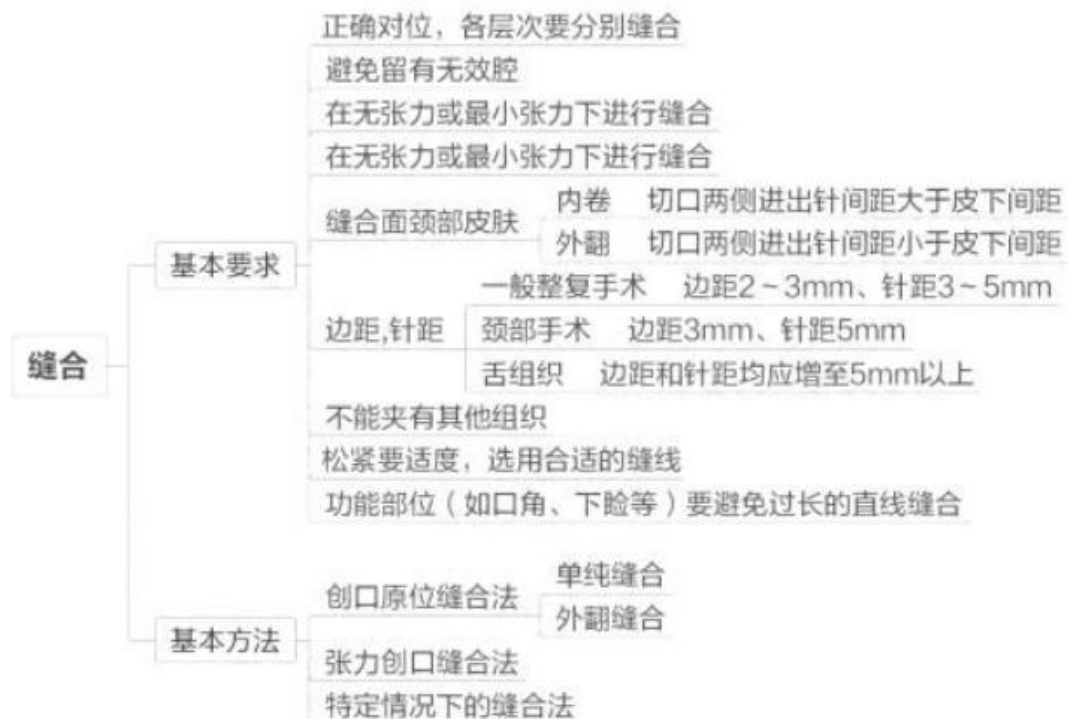 正确对位，各层次要分别缝合
避免留有无效腔
在无张力或最小张力下进行缝合
在无张力或最小张力下进行缝合
缝合面颈部皮肤
内卷 切口两侧进出针间距大于皮下间距
外翻 切口两侧进出针间距小于皮下间距
基本要求
一般整复手术 边距2~3mm、针距3~5mm
边距,针距
颈部手术 边距3mm、针距5mm
舌组织 边距和针距均应增至5mm以上
缝合
不能夹有其他组织
松紧要适度，选用合适的缝线
功能部位（如口角、下睑等）要避免过长的直线缝合
创口原位缝合法
单纯缝合
外翻缝合
基本方法
张力创口缝合法
特定情况下的缝合法